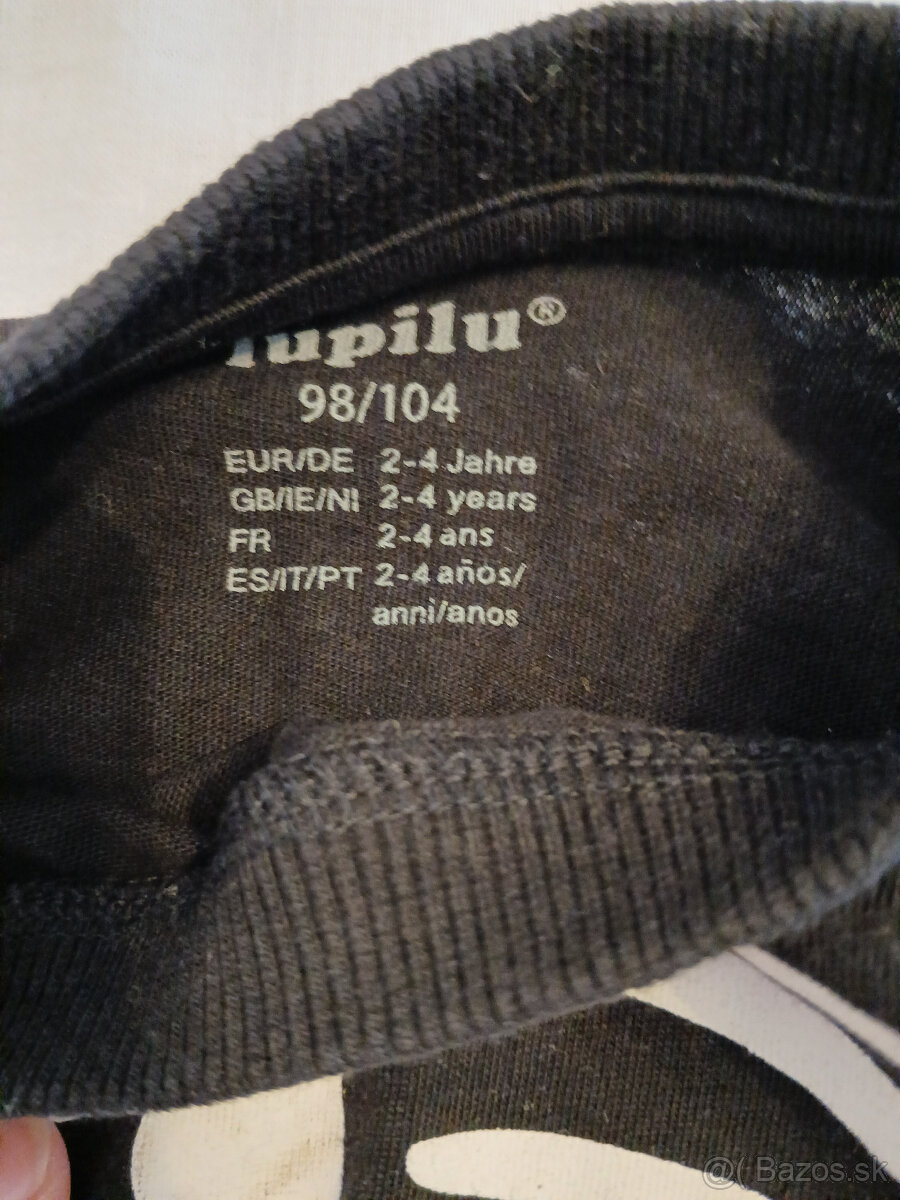 lupilu®
98/104
EUR/DE 2-4 Jahre
GB/IE/NI 2-4 years
FR 2-4 ans
ES/IT/PT 2-4 años/
anni/anos
@( Bazos.sk